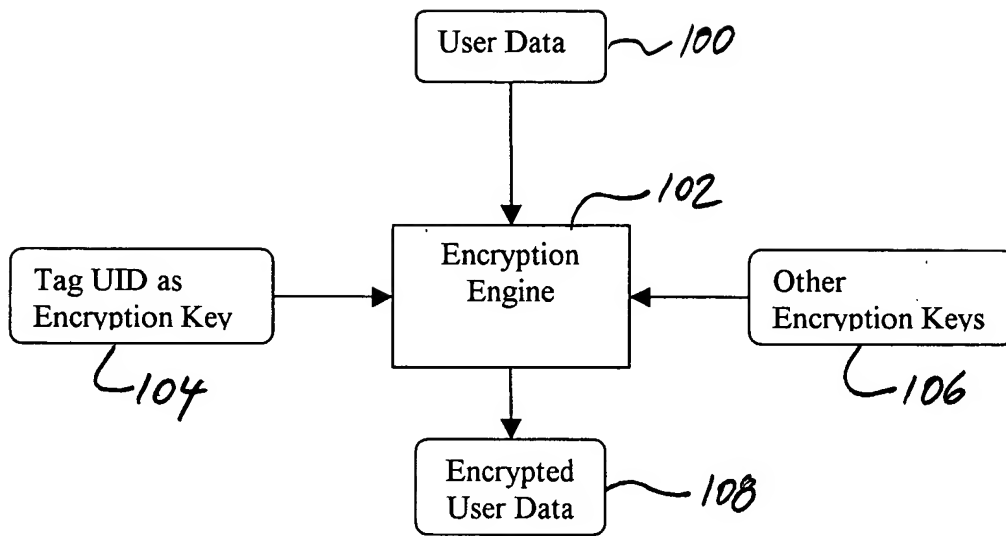 User Data
100
102
Encryption
Engine
Tag UID as
Encryption Key
104
Other
Encryption Keys
106
Encrypted
User Data
108